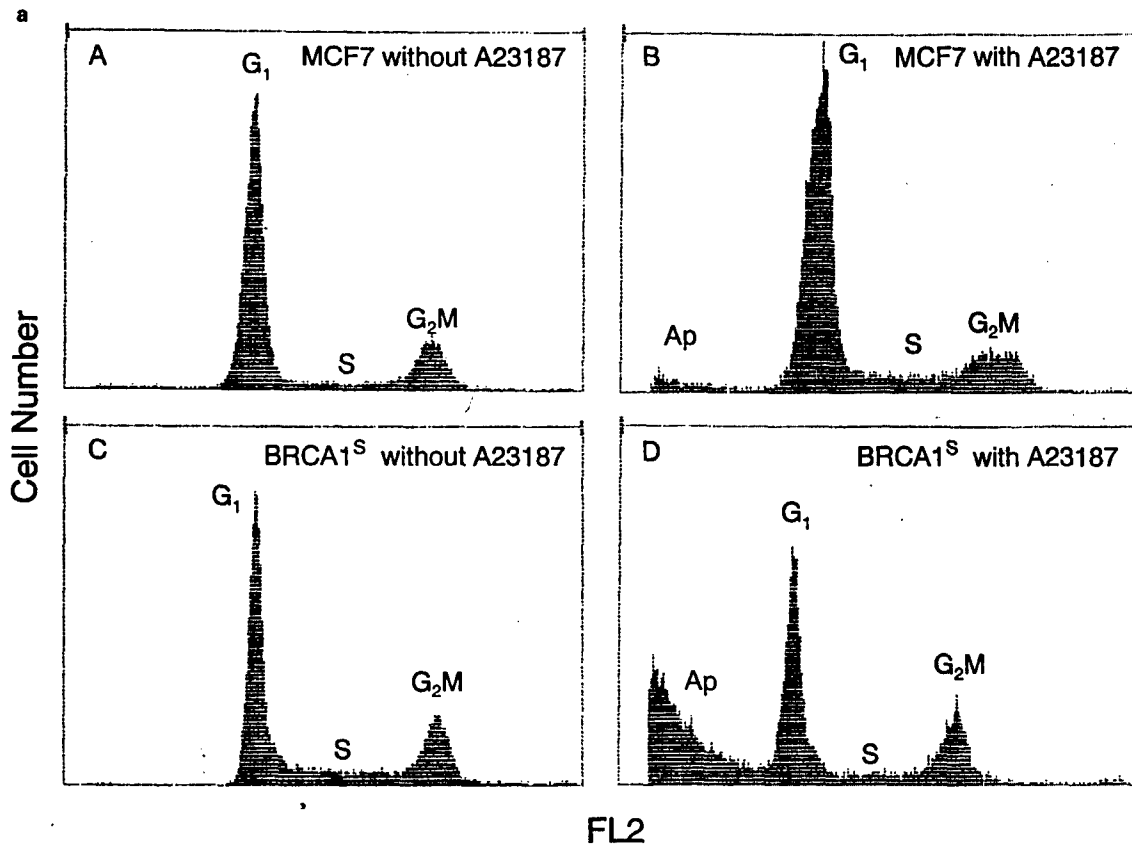 a
A
MCF7 without A23187
G₁
S
G₂M
B
MCF7 with A23187
G₁
Ap
S
G₂M
C
BRCA1ˢ without A23187
G₁
S
G₂M
D
BRCA1ˢ with A23187
G₁
Ap
S
G₂M
Cell Number
FL2